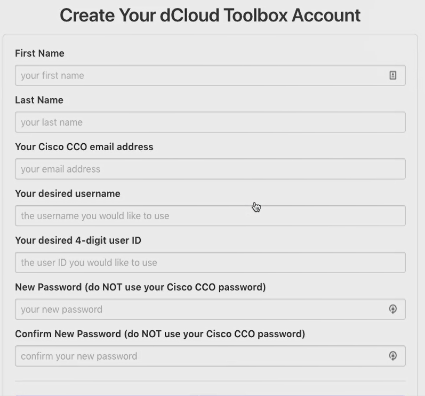 Create Your dCloud Toolbox Account
First Name
your first name
Last Name
your last name
Your Cisco CCO email address
your email address
Your desired username
the username you would like to use
Your desired 4-digit user ID
the user ID you would like to use
New Password (do NOT use your Cisco CCO password)
your new password
Confirm New Password (do NOT use your Cisco CCO password)
confirm your new password